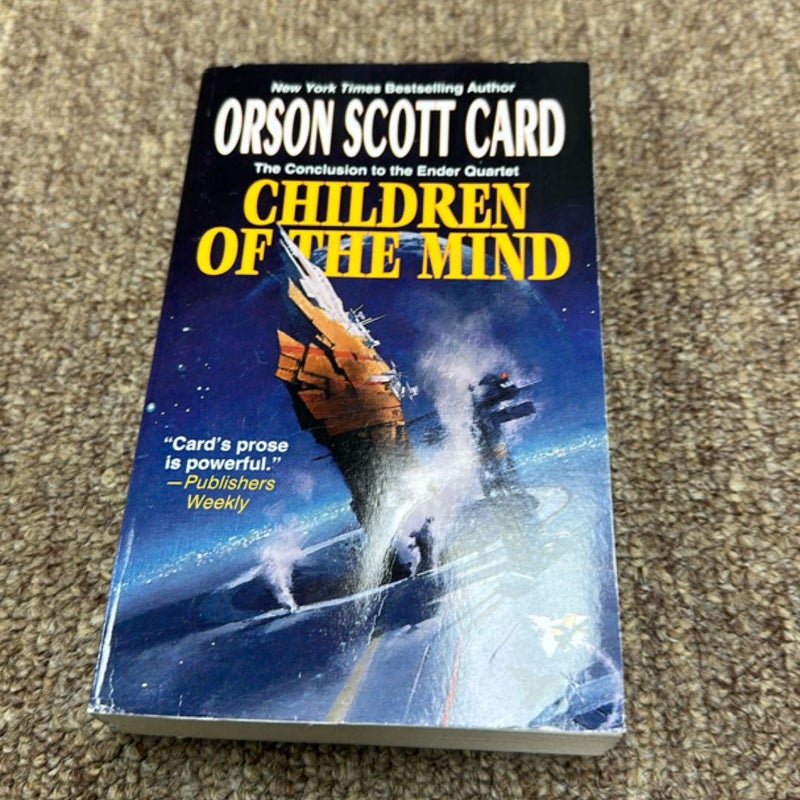 New York Times Bestselling Author
ORSON SCOTT CARD
The Conclusion to the Ender Quartet
CHILDREN
OF THE MIND
“Card’s prose
is powerful.”
—Publishers
Weekly